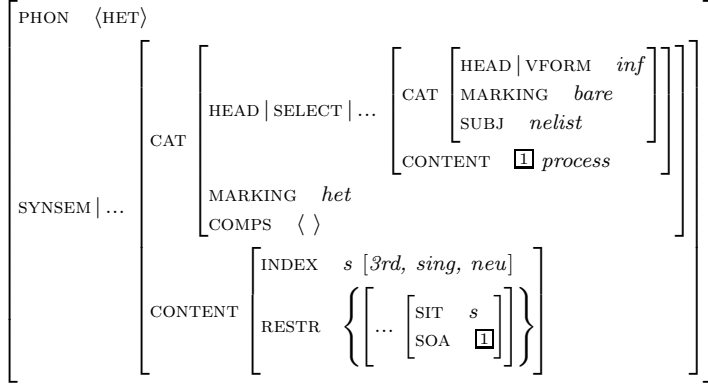 PHON ⟨HET⟩
HEAD | VFORM inf
CAT MARKING bare
HEAD | SELECT | ... SUBJ nelist
CAT CONTENT [1] process
MARKING het
SYNSEM | ... COMPS ⟨ ⟩
INDEX s [3rd, sing, neu]
CONTENT SIT s
RESTR { [ ... ] }
SOA [1]